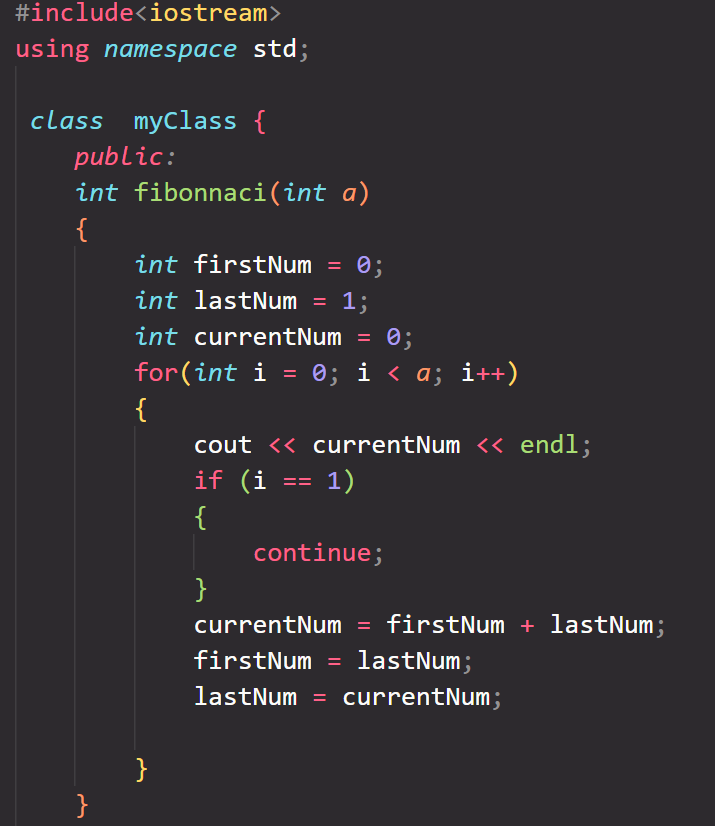 #include<iostream>
using namespace std;
class  myClass {
public:
int fibonnaci(int a)
{
int firstNum = 0;
int lastNum = 1;
int currentNum = 0;
for(int i = 0; i < a; i++)
{
cout << currentNum << endl;
if (i == 1)
{
continue;
}
currentNum = firstNum + lastNum;
firstNum = lastNum;
lastNum = currentNum;
}
}